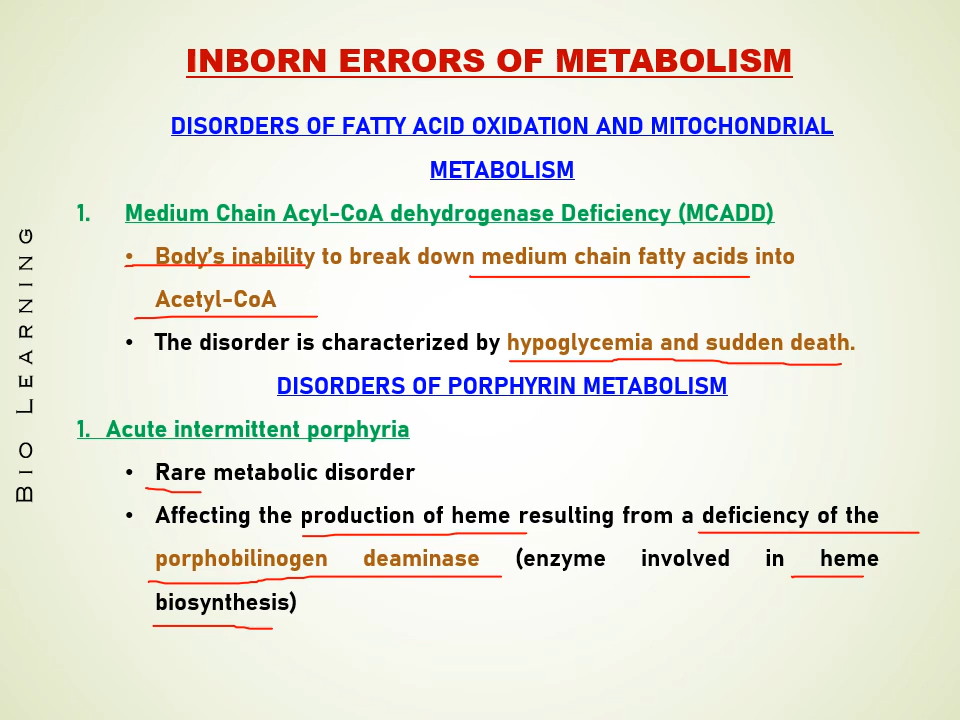 INBORN ERRORS OF METABOLISM
DISORDERS OF FATTY ACID OXIDATION AND MITOCHONDRIAL
METABOLISM
1. Medium Chain Acyl-CoA dehydrogenase Deficiency (MCADD)
• Body's inability to break down medium chain fatty acids into
Acetyl-CoA
• The disorder is characterized by hypoglycemia and sudden death.
DISORDERS OF PORPHYRIN METABOLISM
1. Acute intermittent porphyria
• Rare metabolic disorder
• Affecting the production of heme resulting from a deficiency of the
porphobilinogen deaminase (enzyme involved in heme
biosynthesis)
BIO LEARNING